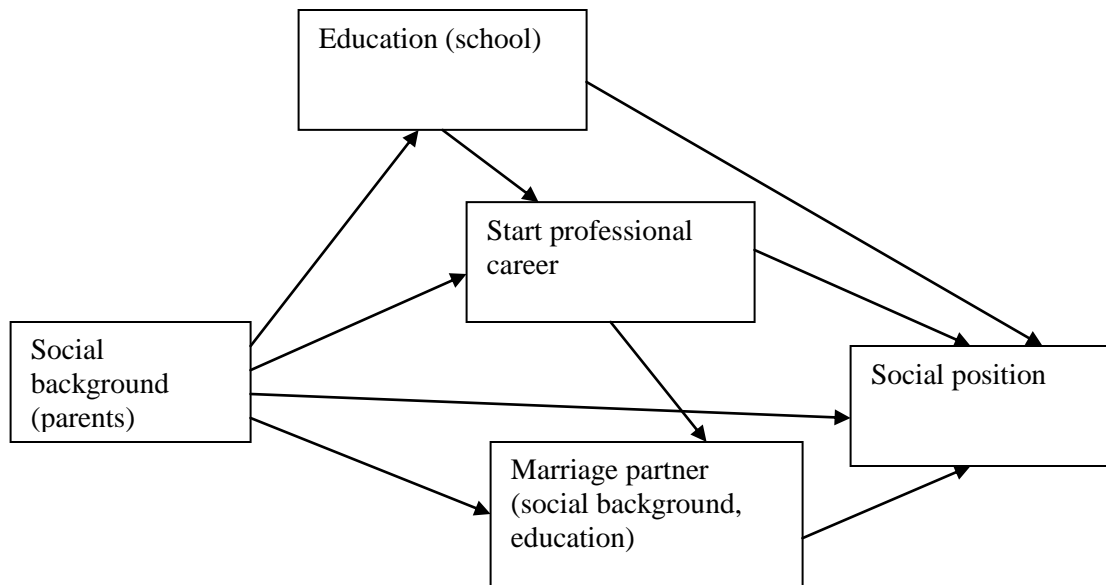 Education (school)
Start professional
career
Social
background
(parents)
Social position
Marriage partner
(social background,
education)